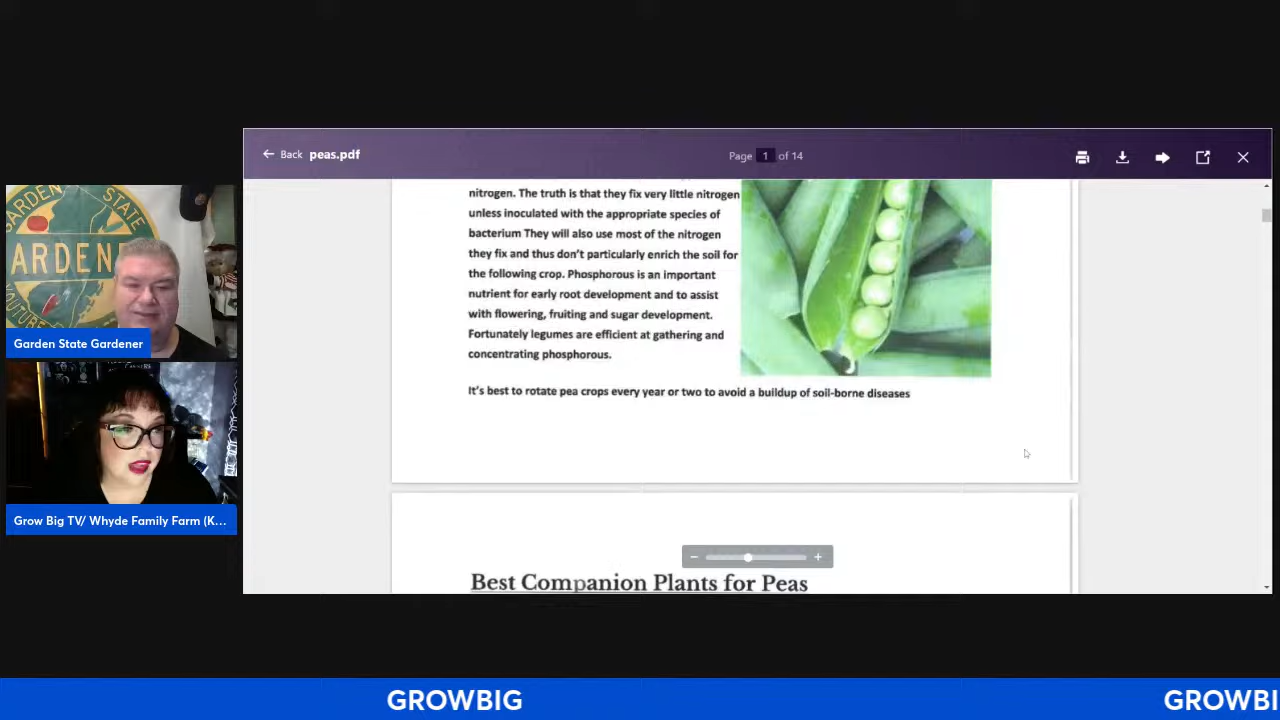 Back peas.pdf
Page 1 of 14
nitrogen. The truth is that they fix very little nitrogen
unless inoculated with the appropriate species of
bacterium They will also use most of the nitrogen
they fix and thus don't particularly enrich the soil for
the following crop. Phosphorous is an important
nutrient for early root development and to assist
with flowering, fruiting and sugar development.
Fortunately legumes are efficient at gathering and
concentrating phosphorous.
It's best to rotate pea crops every year or two to avoid a buildup of soil-borne diseases
Best Companion Plants for Peas
GARDEN STATE
ARDENE
YOUTUBE
Garden State Gardener
Grow Big TV/ Whyde Family Farm (K...
GROWBIG
GROWBI